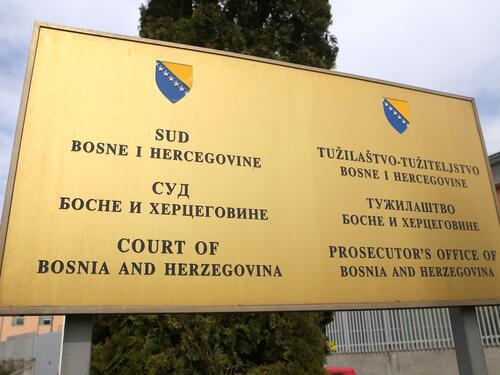 SUD
BOSNE I HERCEGOVINE
СУД
БОСНЕ И ХЕРЦЕГОВИНЕ
COURT OF
BOSNIA AND HERZEGOVINA
TUŽILAŠTVO-TUŽITELJSTVO
BOSNE I HERCEGOVINE
ТУЖИЛАШТВО
БОСНЕ И ХЕРЦЕГОВИНЕ
PROSECUTOR'S OFFICE OF
BOSNIA AND HERZEGOVINA